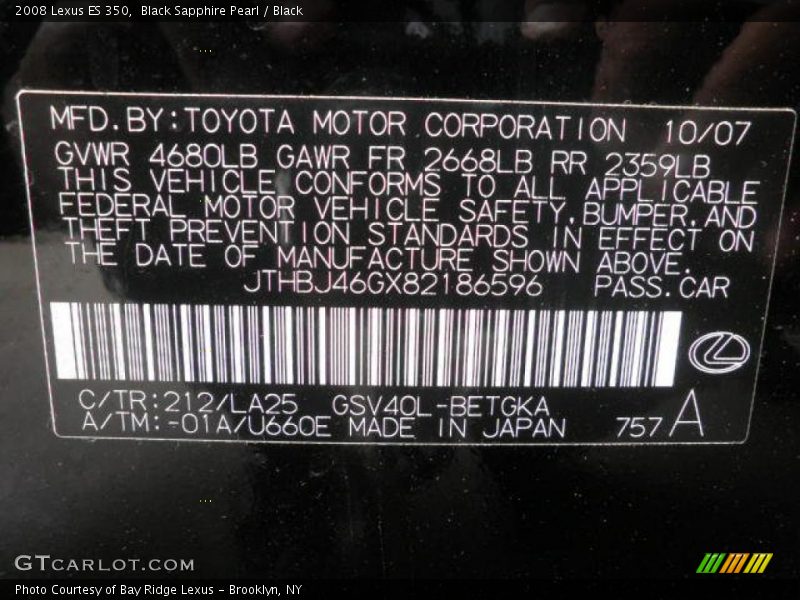 2008 Lexus ES 350, Black Sapphire Pearl / Black
MFD.BY:TOYOTA MOTOR CORPORATION 10/07
GVWR 4680LB GAWR FR 2668LB RR 2359LB
THIS VEHICLE CONFORMS TO ALL APPLICABLE
FEDERAL MOTOR VEHICLE SAFETY,BUMPER,AND
THEFT PREVENTION STANDARDS IN EFFECT ON
THE DATE OF MANUFACTURE SHOWN ABOVE.
JTHBJ46GX82186596 PASS.CAR
C/TR:212/LA25 GSV40L-BETGKA
A/TM:-01A/U660E MADE IN JAPAN 757A
GTcarlot.com
Photo Courtesy of Bay Ridge Lexus - Brooklyn, NY